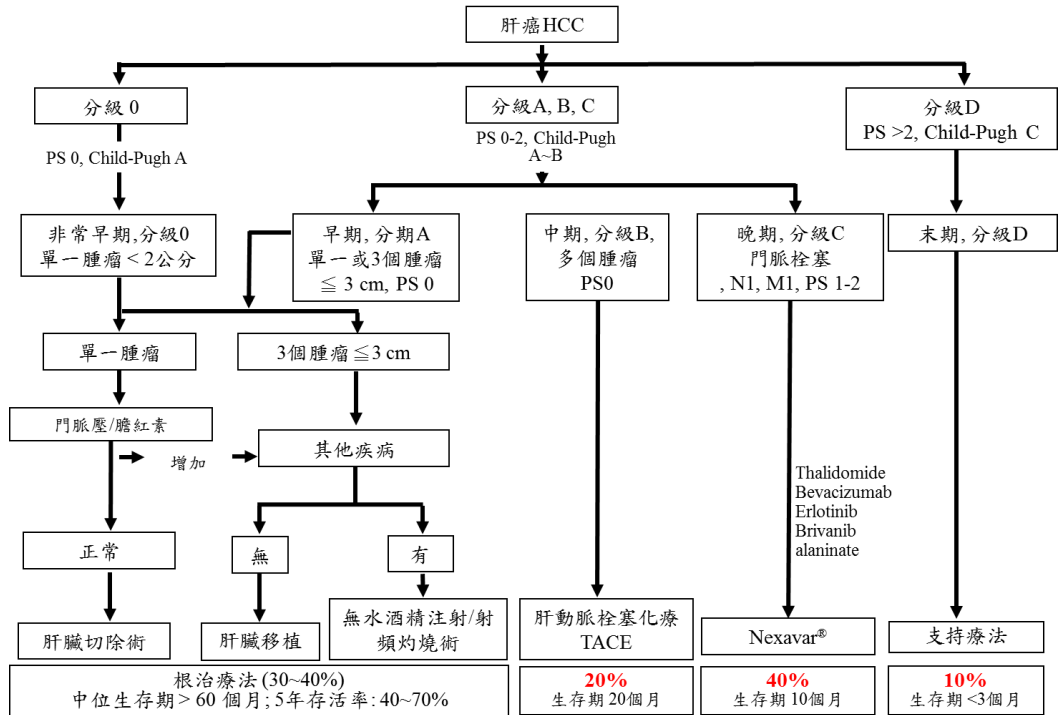 肝癌HCC
分級 0
分級A, B, C
分級D
PS >2, Child-Pugh C
PS 0, Child-Pugh A
PS 0-2, Child-Pugh
A~B
非常早期,分級0
單一腫瘤 < 2公分
早期, 分期A
單一或3個腫瘤
≦ 3 cm, PS 0
中期, 分級B,
多個腫瘤
PS0
晚期, 分級C
門脈栓塞
, N1, M1, PS 1-2
末期, 分級D
單一腫瘤
3個腫瘤≦3 cm
門脈壓/膽紅素
增加
其他疾病
Thalidomide
Bevacizumab
Erlotinib
Brivanib
alaninate
正常
無
有
肝臟切除術
肝臟移植
無水酒精注射/射
頻灼燒術
肝動脈栓塞化療
TACE
Nexavar®
支持療法
根治療法 (30~40%)
中位生存期 > 60 個月; 5年存活率: 40~70%
20%
生存期 20個月
40%
生存期 10個月
10%
生存期 <3個月